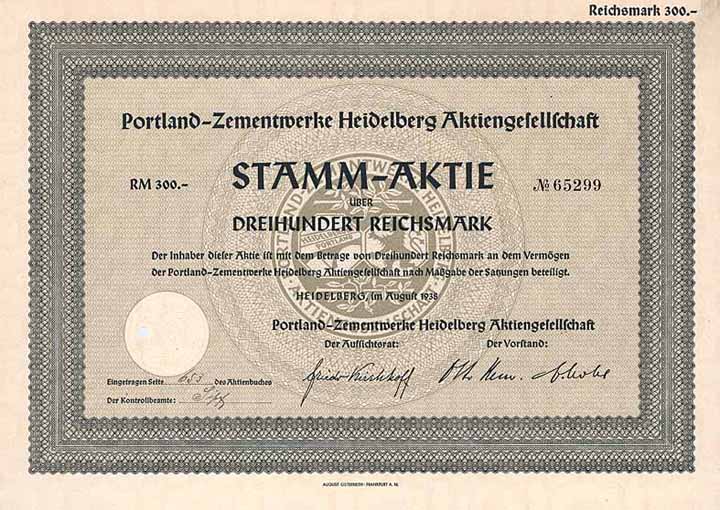 Reichsmark 300.-
Portland-Zementwerke Heidelberg Aktiengesellschaft
RM 300.- STAMM-AKTIE № 65299
ÜBER
DREIHUNDERT REICHSMARK
Der Inhaber dieser Aktie ist mit dem Betrage von Dreihundert Reichsmark an dem Vermögen
der Portland-Zementwerke Heidelberg Aktiengesellschaft nach Maßgabe der Satzungen beteiligt.
HEIDELBERG, im August 1938
Portland-Zementwerke Heidelberg Aktiengesellschaft
Der Aufsichtsrat: Der Vorstand:
Eingetragen Seite 053 des Aktienbuches
Der Kontrollbeamte:
AUGUST OSTERRIETH · FRANKFURT A. M.